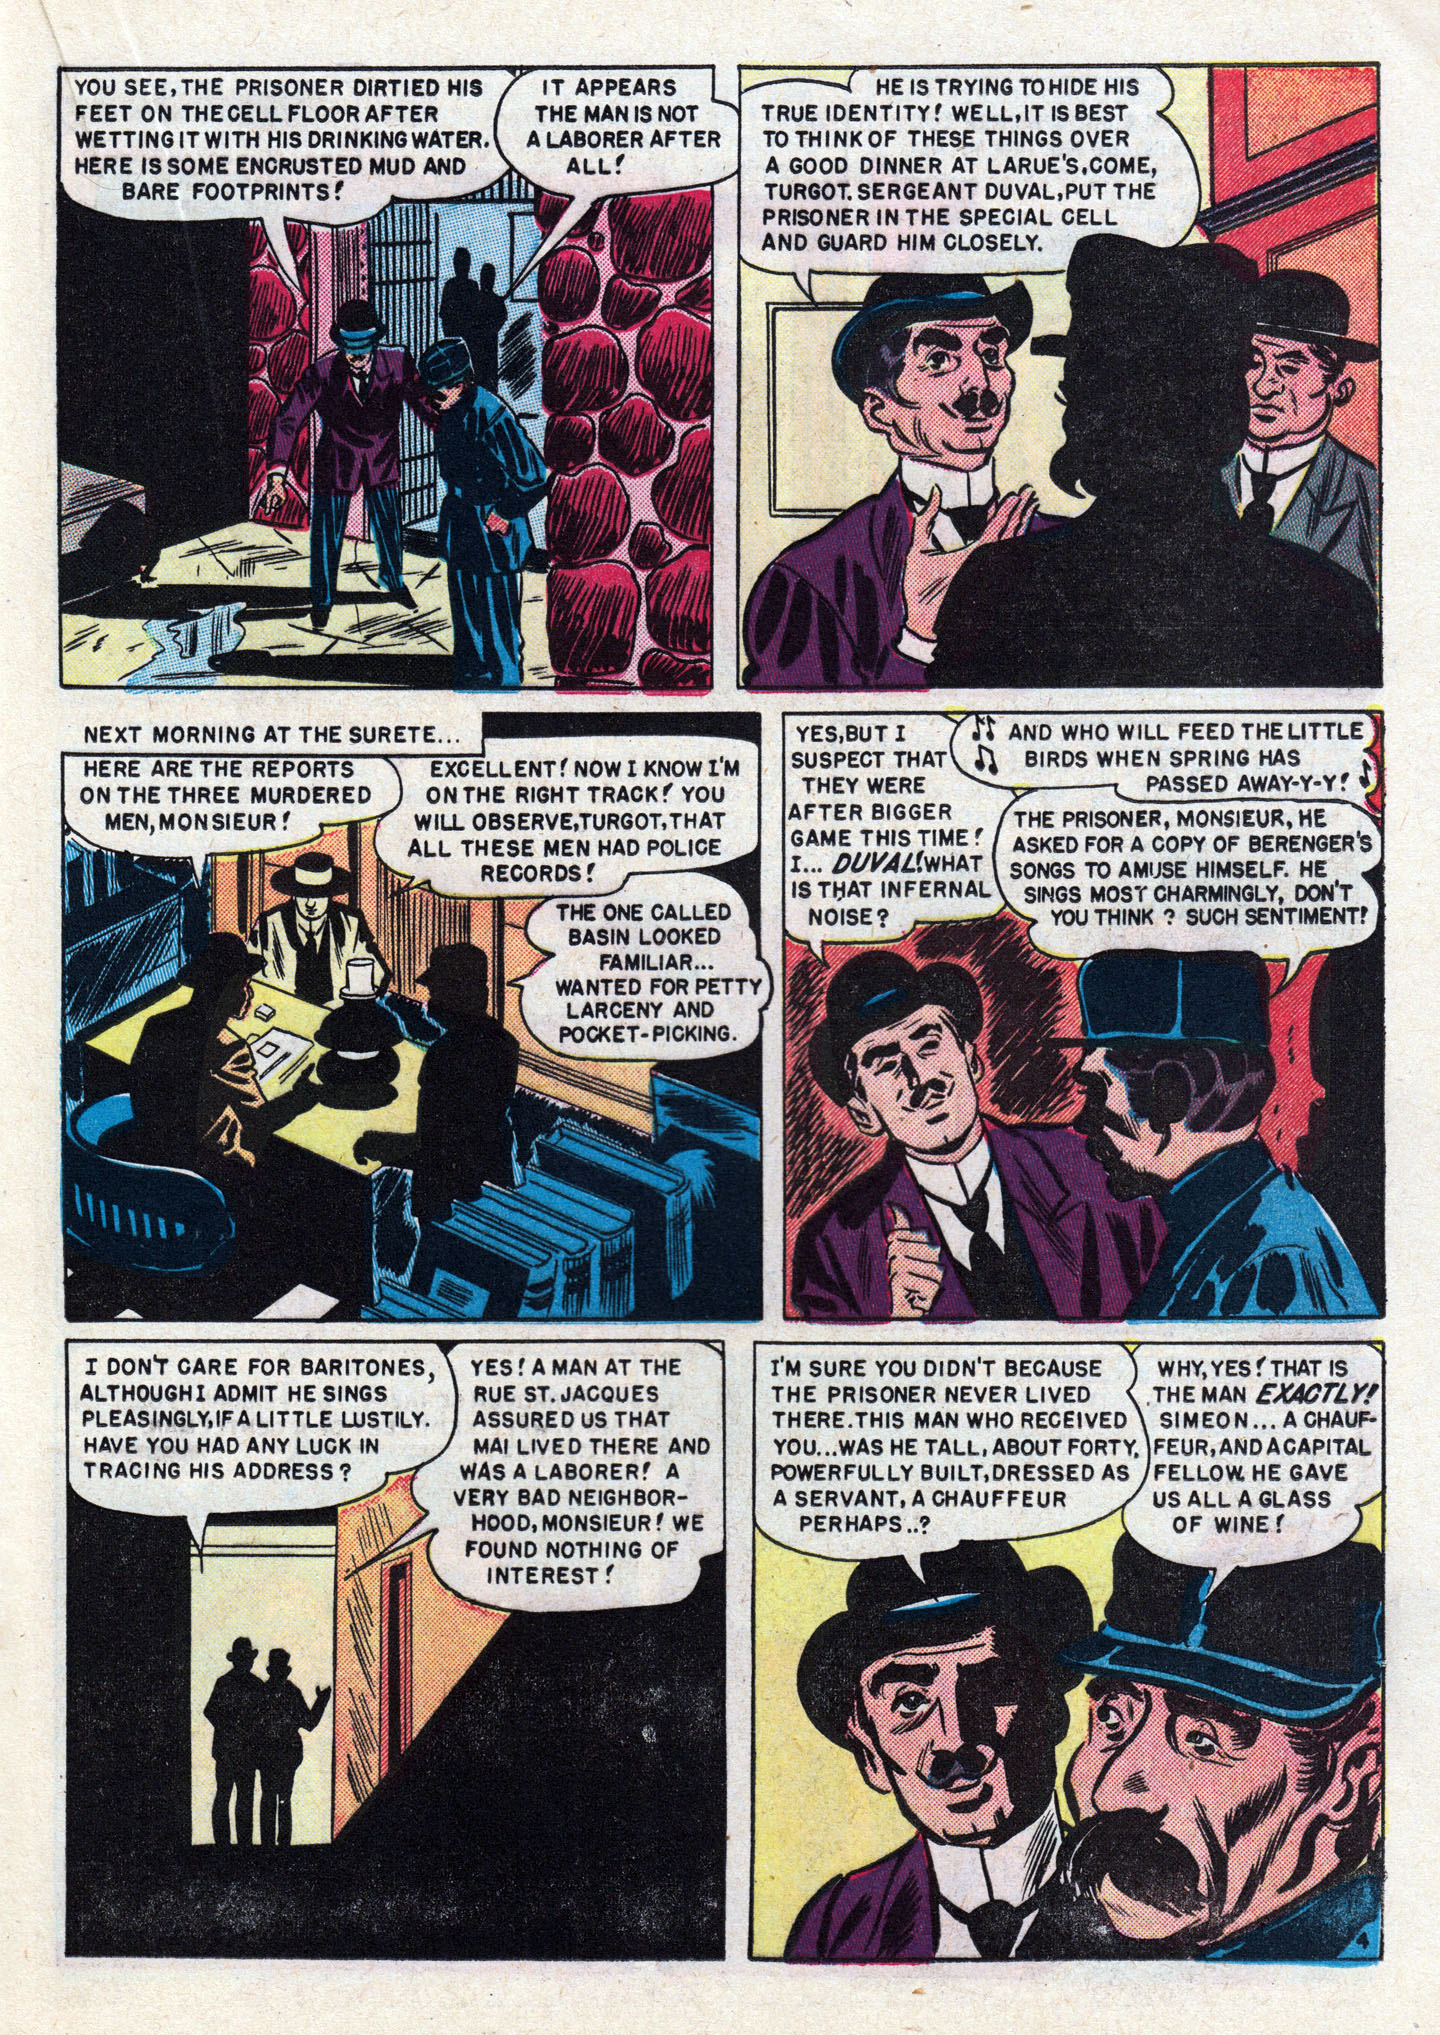 YOU SEE, THE PRISONER DIRTIED HIS
FEET ON THE CELL FLOOR AFTER
WETTING IT WITH HIS DRINKING WATER.
HERE IS SOME ENCRUSTED MUD AND
BARE FOOTPRINTS!
IT APPEARS
THE MAN IS NOT
A LABORER AFTER
ALL!
HE IS TRYING TO HIDE HIS
TRUE IDENTITY! WELL, IT IS BEST
TO THINK OF THESE THINGS OVER
A GOOD DINNER AT LARUE'S. COME,
TURGOT. SERGEANT DUVAL, PUT THE
PRISONER IN THE SPECIAL CELL
AND GUARD HIM CLOSELY.
NEXT MORNING AT THE SURETE...
HERE ARE THE REPORTS
ON THE THREE MURDERED
MEN, MONSIEUR!
EXCELLENT! NOW I KNOW I'M
ON THE RIGHT TRACK! YOU
WILL OBSERVE, TURGOT, THAT
ALL THESE MEN HAD POLICE
RECORDS!
THE ONE CALLED
BASIN LOOKED
FAMILIAR...
WANTED FOR PETTY
LARCENY AND
POCKET-PICKING.
YES, BUT I
SUSPECT THAT
THEY WERE
AFTER BIGGER
GAME THIS TIME!
I... DUVAL! WHAT
IS THAT INFERNAL
NOISE?
AND WHO WILL FEED THE LITTLE
BIRDS WHEN SPRING HAS
PASSED AWAY-Y-Y!
THE PRISONER, MONSIEUR, HE
ASKED FOR A COPY OF BERENGER'S
SONGS TO AMUSE HIMSELF. HE
SINGS MOST CHARMINGLY, DON'T
YOU THINK? SUCH SENTIMENT!
I DON'T CARE FOR BARITONES,
ALTHOUGH I ADMIT HE SINGS
PLEASINGLY, IF A LITTLE LUSTILY.
HAVE YOU HAD ANY LUCK IN
TRACING HIS ADDRESS?
YES! A MAN AT THE
RUE ST. JACQUES
ASSURED US THAT
MAI LIVED THERE AND
WAS A LABORER! A
VERY BAD NEIGHBOR-
HOOD, MONSIEUR! WE
FOUND NOTHING OF
INTEREST!
I'M SURE YOU DIDN'T BECAUSE
THE PRISONER NEVER LIVED
THERE. THIS MAN WHO RECEIVED
YOU...WAS HE TALL, ABOUT FORTY,
POWERFULLY BUILT, DRESSED AS
A SERVANT, A CHAUFFEUR
PERHAPS..?
WHY, YES! THAT IS
THE MAN EXACTLY!
SIMEON... A CHAUF-
FEUR, AND A CAPITAL
FELLOW. HE GAVE
US ALL A GLASS
OF WINE!
4